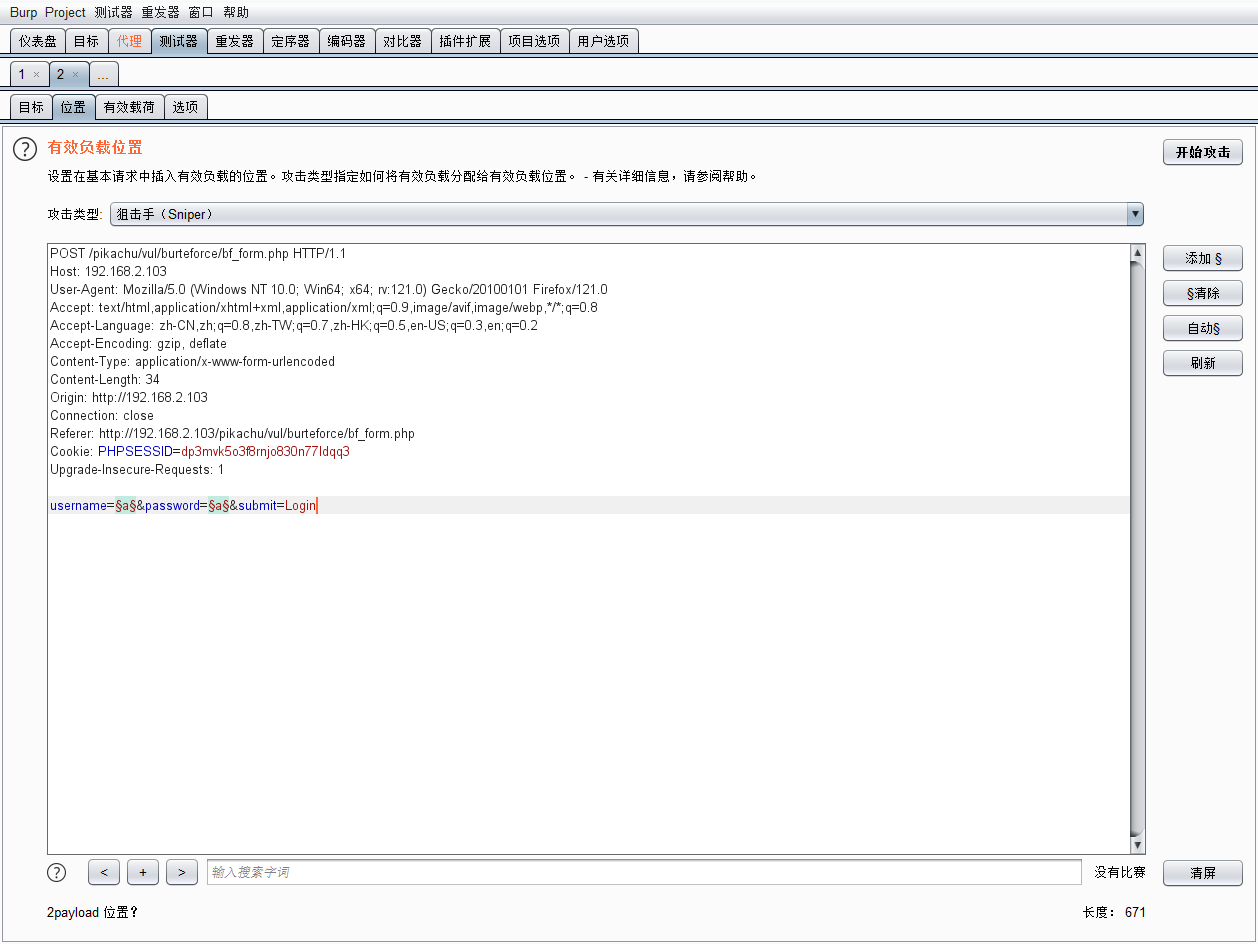 Burp Project 测试器 重发器 窗口 帮助
仪表盘 目标 代理 测试器 重发器 定序器 编码器 对比器 插件扩展 项目选项 用户选项
1 × 2 × ...
目标 位置 有效载荷 选项
? 有效负载位置 开始攻击
设置在基本请求中插入有效负载的位置。攻击类型指定如何将有效负载分配给有效负载位置。 - 有关详细信息，请参阅帮助。
攻击类型: 狙击手（Sniper）
POST /pikachu/vul/burteforce/bf_form.php HTTP/1.1
Host: 192.168.2.103
User-Agent: Mozilla/5.0 (Windows NT 10.0; Win64; x64; rv:121.0) Gecko/20100101 Firefox/121.0
Accept: text/html,application/xhtml+xml,application/xml;q=0.9,image/avif,image/webp,*/*;q=0.8
Accept-Language: zh-CN,zh;q=0.8,zh-TW;q=0.7,zh-HK;q=0.5,en-US;q=0.3,en;q=0.2
Accept-Encoding: gzip, deflate
Content-Type: application/x-www-form-urlencoded
Content-Length: 34
Origin: http://192.168.2.103
Connection: close
Referer: http://192.168.2.103/pikachu/vul/burteforce/bf_form.php
Cookie: PHPSESSID=dp3mvk5o3f8rnjo830n77ldqq3
Upgrade-Insecure-Requests: 1
username=§a§&password=§a§&submit=Login
添加 §
§清除
自动§
刷新
? < + > 输入搜索字词 没有比赛 清屏
2payload 位置? 长度： 671